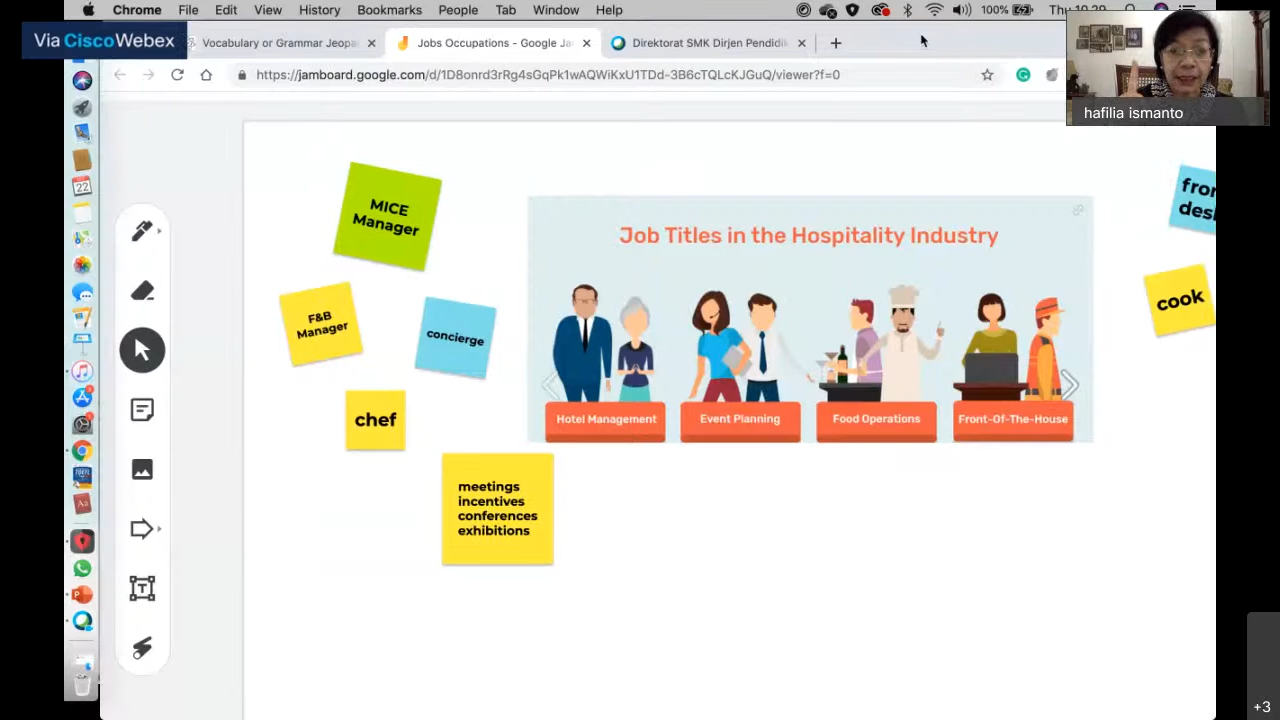 Chrome File Edit View History Bookmarks People Tab Window Help 100%
Via Cisco Webex
Vocabulary or Grammar Jeopa
Jobs Occupations - Google Ja
Direktorat SMK Dirjen Pendidik
https://jamboard.google.com/d/1D8onrd3rRg4sGqPk1wAQWiKxU1TDd-3B6cTQLcKJGuQ/viewer?f=0
hafilia ismanto
22
MICE
Manager
F&B
Manager
concierge
chef
meetings
incentives
conferences
exhibitions
Job Titles in the Hospitality Industry
Hotel Management
Event Planning
Food Operations
Front-Of-The-House
cook
+3